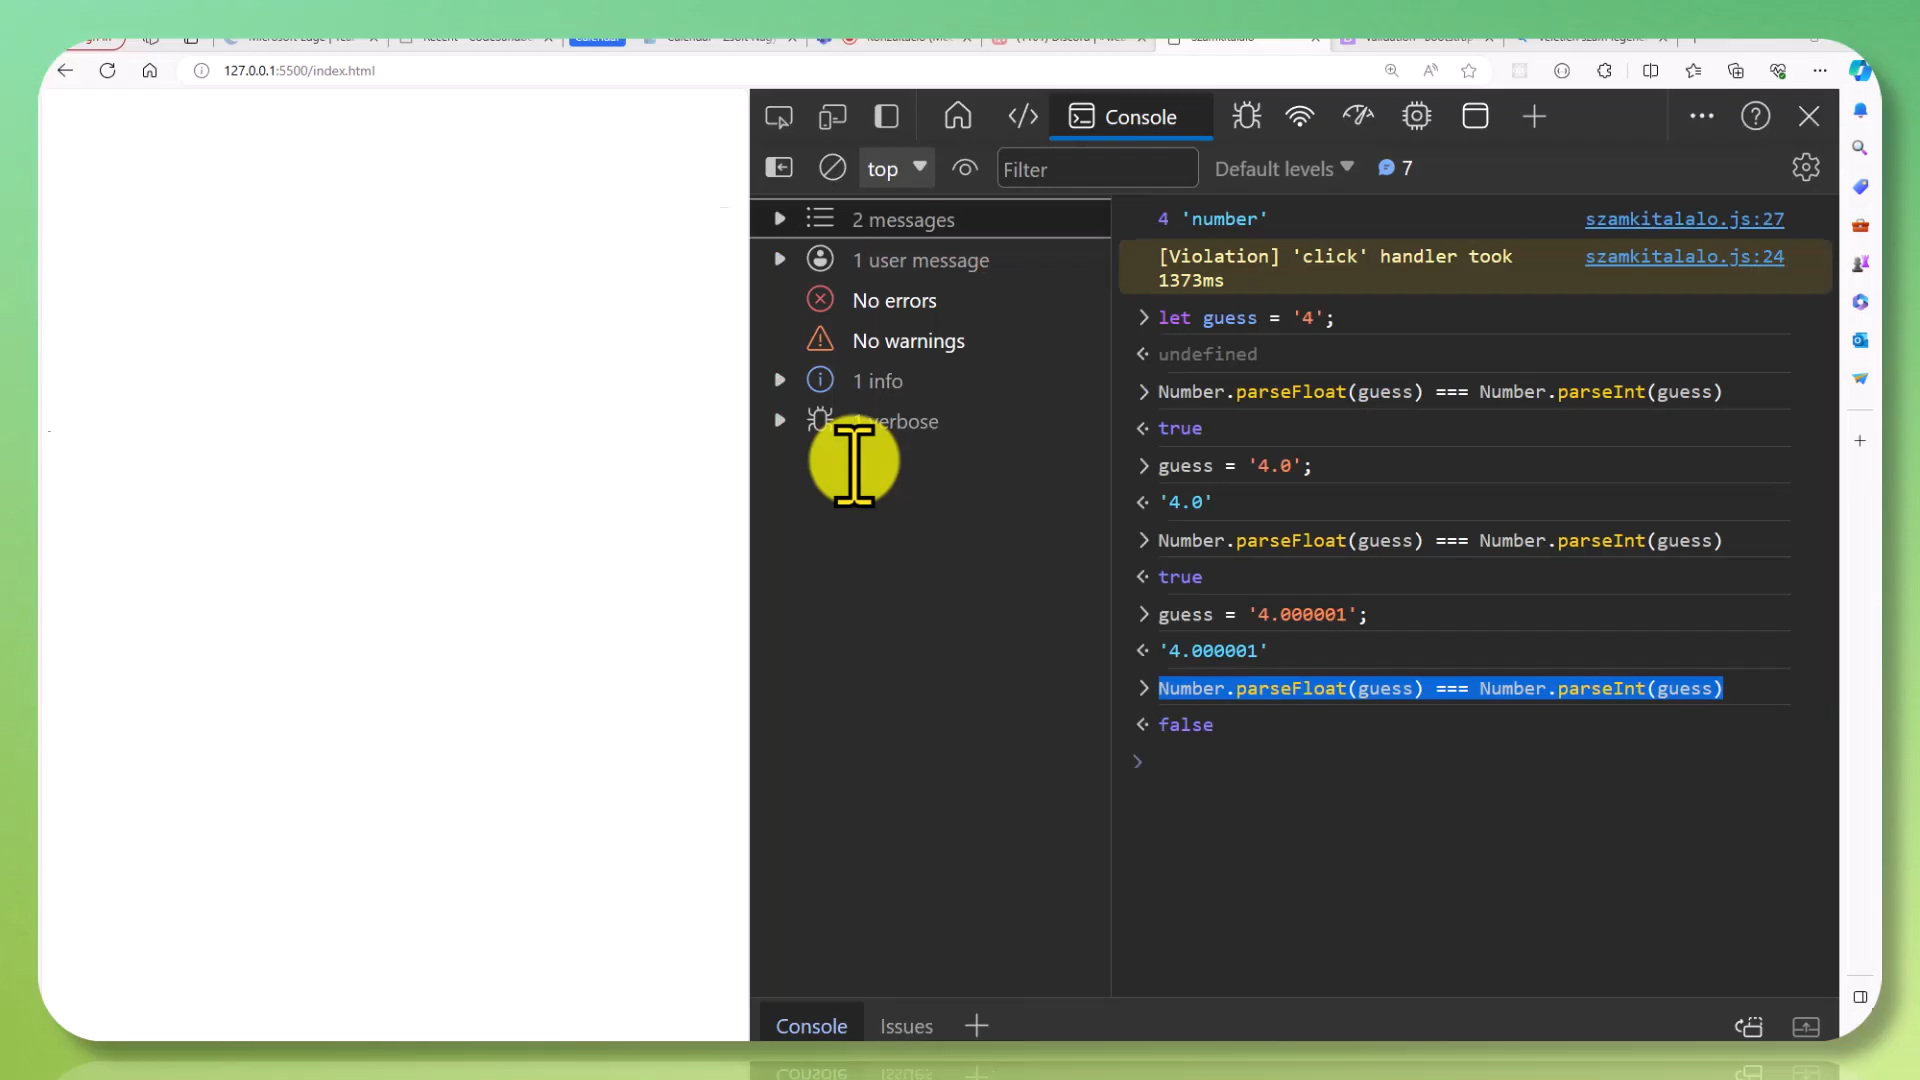 127.0.0.1:5500/index.html
Console
top
Filter
Default levels
7
2 messages
1 user message
No errors
No warnings
1 info
verbose
4 'number'
szamkitalalo.js:27
[Violation] 'click' handler took
1373ms
szamkitalalo.js:24
let guess = '4';
undefined
Number.parseFloat(guess) === Number.parseInt(guess)
true
guess = '4.0';
'4.0'
Number.parseFloat(guess) === Number.parseInt(guess)
true
guess = '4.000001';
'4.000001'
Number.parseFloat(guess) === Number.parseInt(guess)
false
Console
Issues